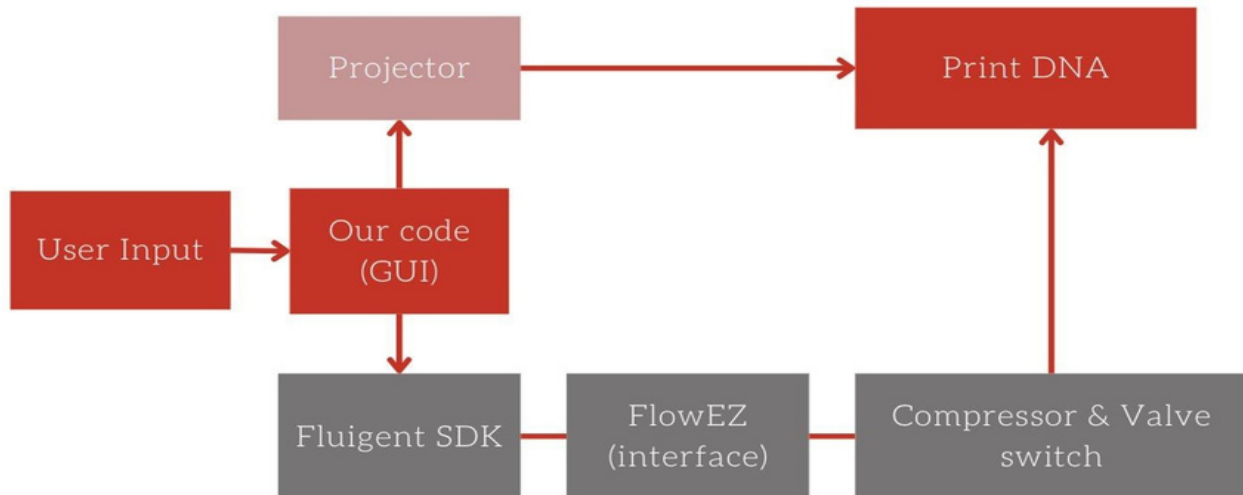 Projector
Print DNA
User Input
Our code
(GUI)
Fluigent SDK
FlowEZ
(interface)
Compressor & Valve
switch